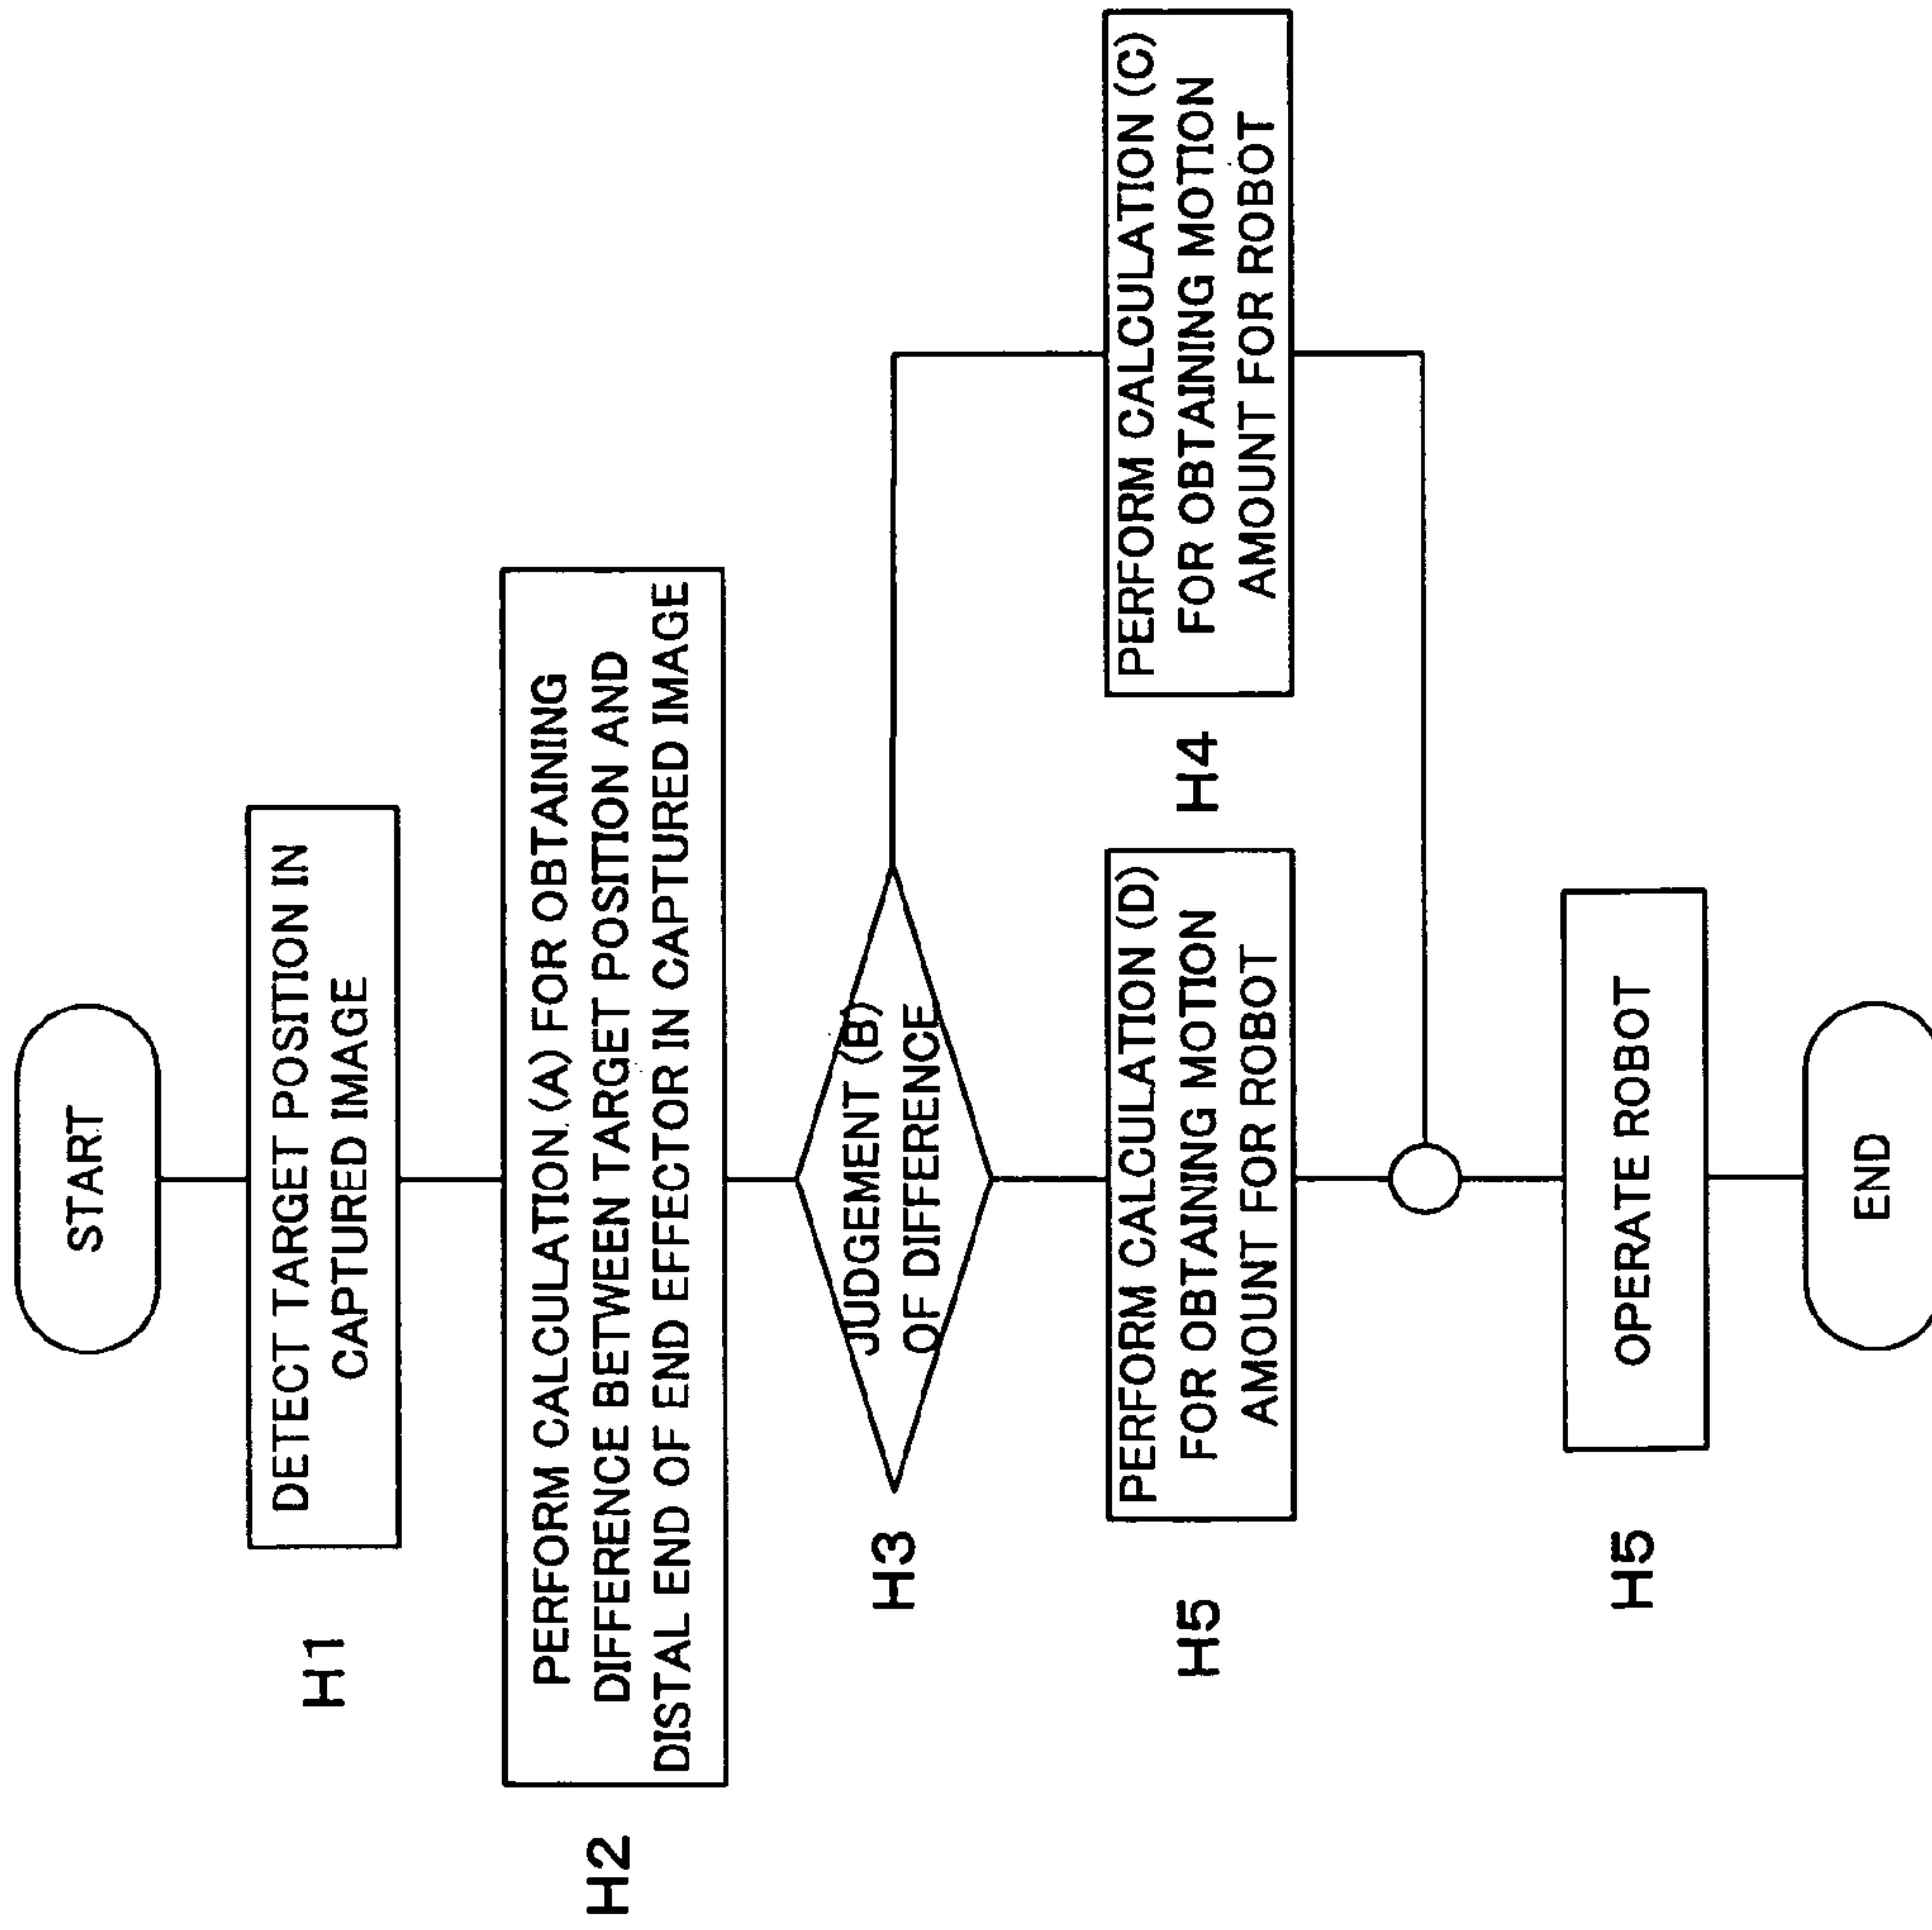 START
H1
DETECT TARGET POSITION IN
CAPTURED IMAGE
H2
PERFORM CALCULATION (A) FOR OBTAINING
DIFFERENCE BETWEEN TARGET POSITION AND
DISTAL END OF END EFFECTOR IN CAPTURED IMAGE
H3
JUDGEMENT (B)
OF DIFFERENCE
H5
PERFORM CALCULATION (D)
FOR OBTAINING MOTION
AMOUNT FOR ROBOT
H4
PERFORM CALCULATION (C)
FOR OBTAINING MOTION
AMOUNT FOR ROBOT
H5
OPERATE ROBOT
END